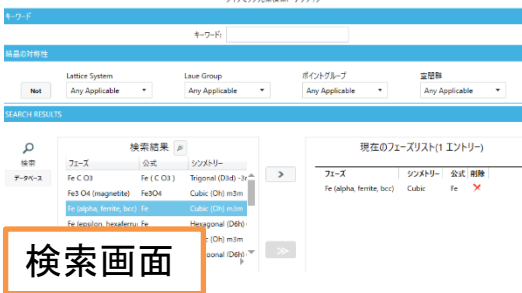 キーワード
キーワード:
結晶の対称性
Lattice System
Laue Group
ポイントグループ
空間群
Not
Any Applicable
Any Applicable
Any Applicable
Any Applicable
SEARCH RESULTS
検索
データベース
検索結果
フェーズ 公式 シンメトリー
Fe C O3 Fe ( C O3 ) Trigonal (D3d) -3
Fe3 O4 (magnetite) Fe3O4 Cubic (Oh) m3m
Fe (alpha, ferrite, bcc) Fe Cubic (Oh) m3m
Fe (epsilon, hexaferru Fe Hexagonal (D6h)
(Oh) m3m
(D6h)
>
>>
現在のフェーズリスト(1 エントリー)
フェーズ シンメトリー 公式 削除
Fe (alpha, ferrite, bcc) Cubic Fe
検索画面